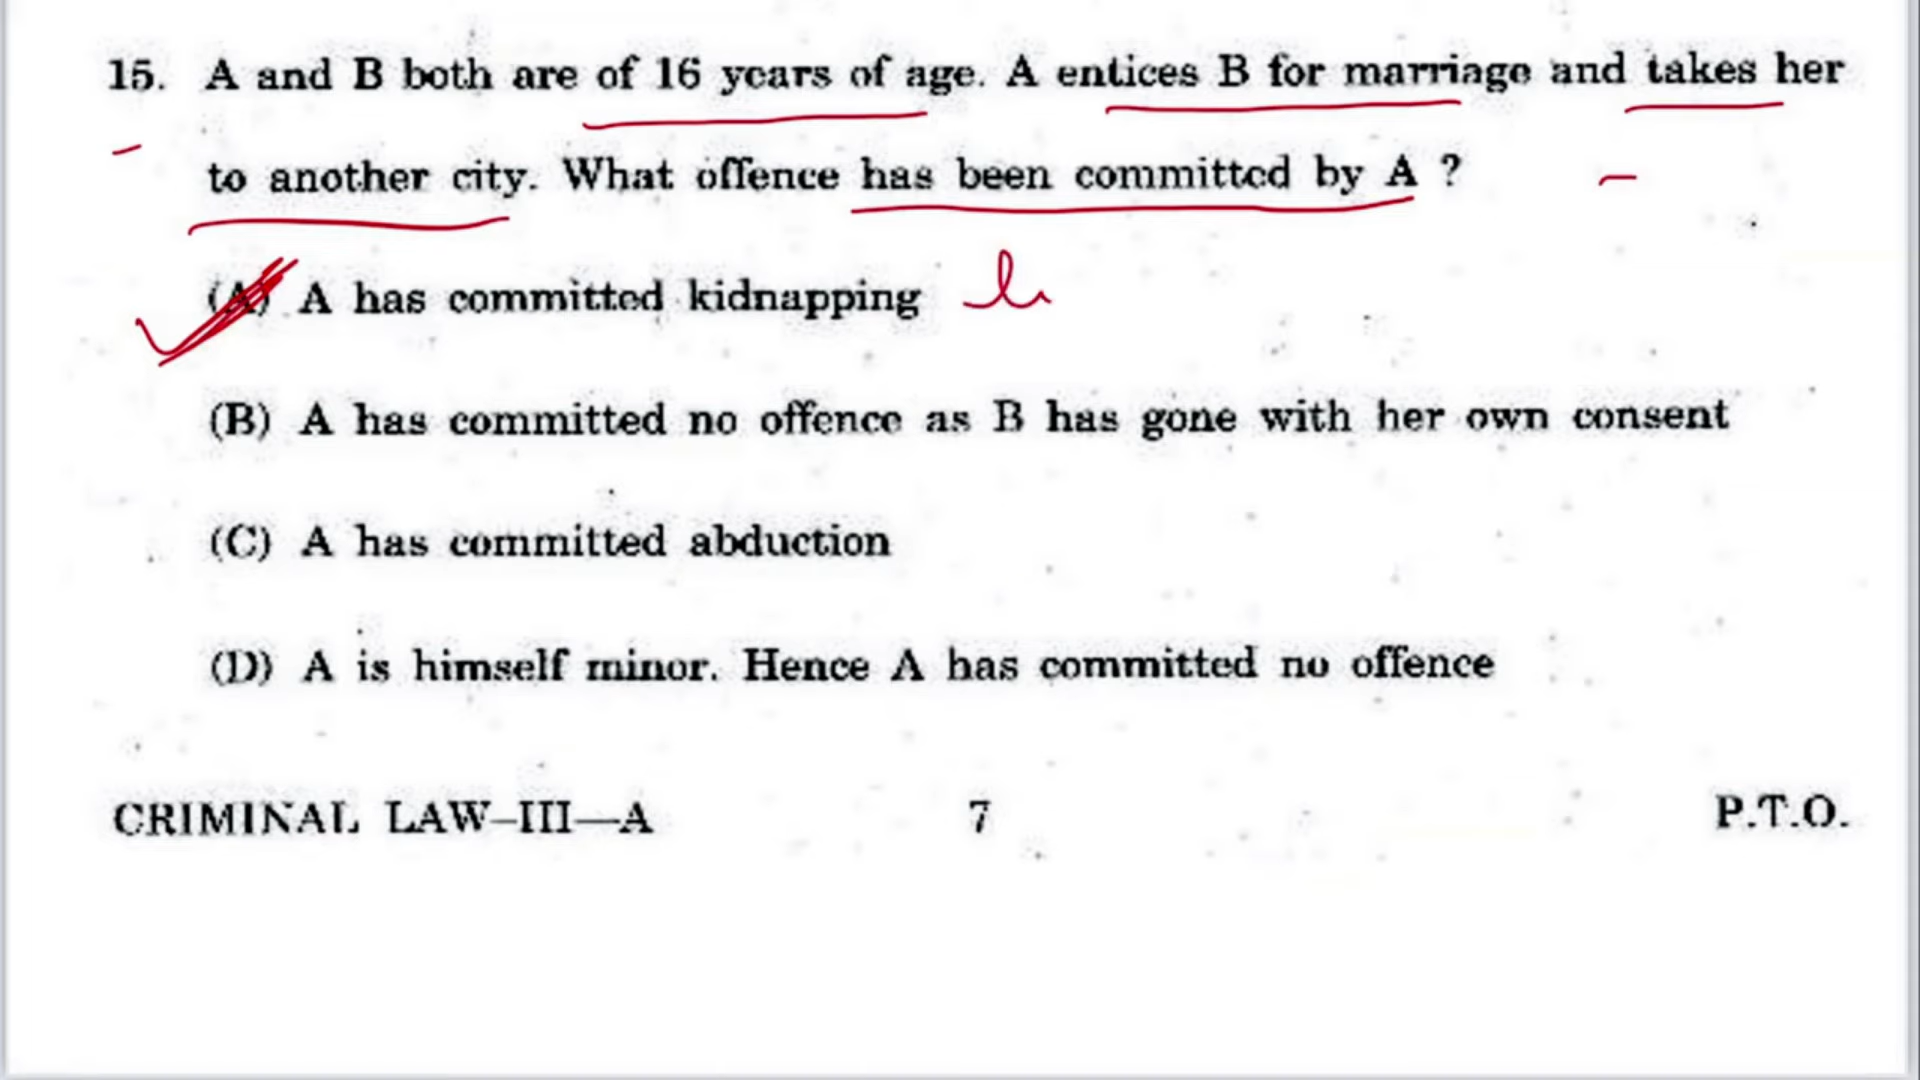 15. A and B both are of 16 years of age. A entices B for marriage and takes her
to another city. What offence has been committed by A ?
(A) A has committed kidnapping
(B) A has committed no offence as B has gone with her own consent
(C) A has committed abduction
(D) A is himself minor. Hence A has committed no offence
CRIMINAL LAW–III—A 7 P.T.O.